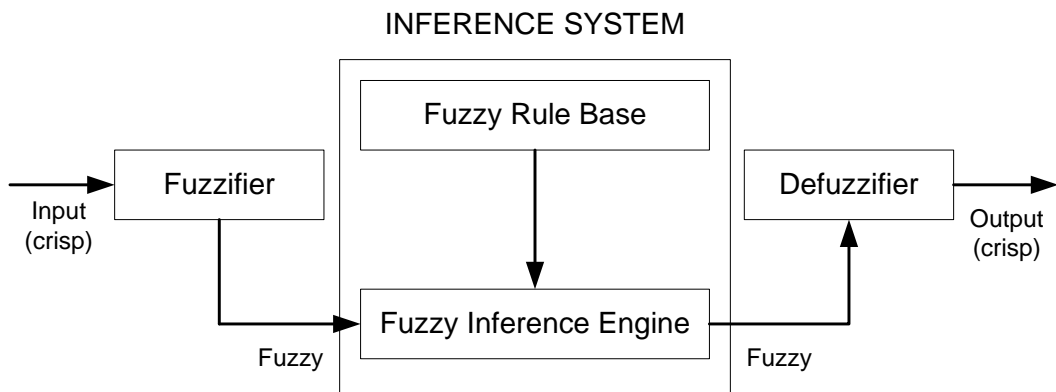 INFERENCE SYSTEM
Fuzzy Rule Base
Fuzzifier
Defuzzifier
Input
(crisp)
Output
(crisp)
Fuzzy Inference Engine
Fuzzy
Fuzzy